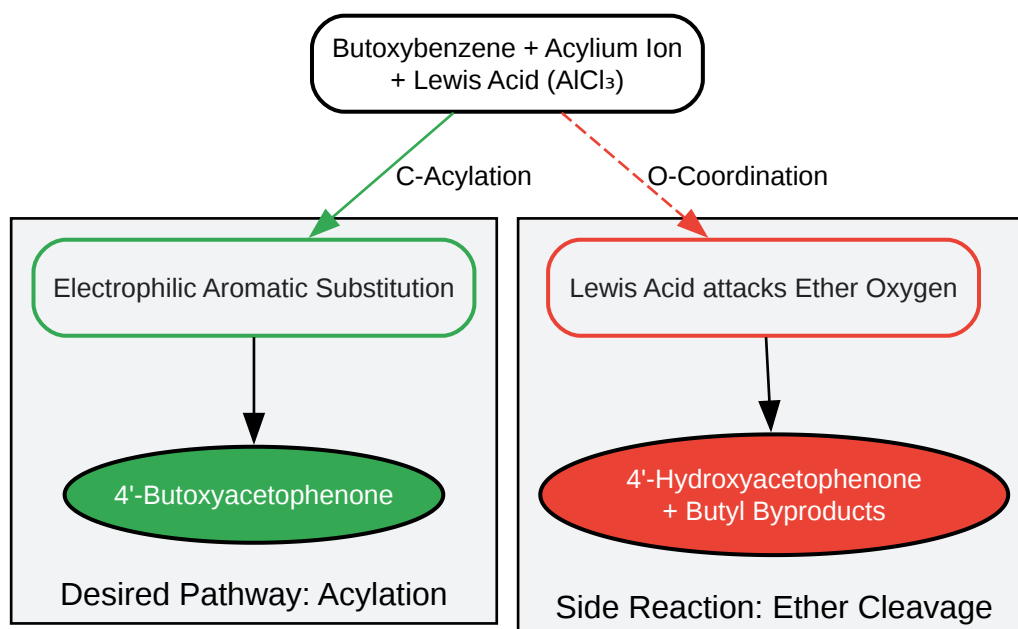 Butoxybenzene + Acylium Ion
+ Lewis Acid (AlCl₃)
C-Acylation
O-Coordination
Electrophilic Aromatic Substitution
Lewis Acid attacks Ether Oxygen
4'-Butoxyacetophenone
4'-Hydroxyacetophenone
+ Butyl Byproducts
Desired Pathway: Acylation
Side Reaction: Ether Cleavage